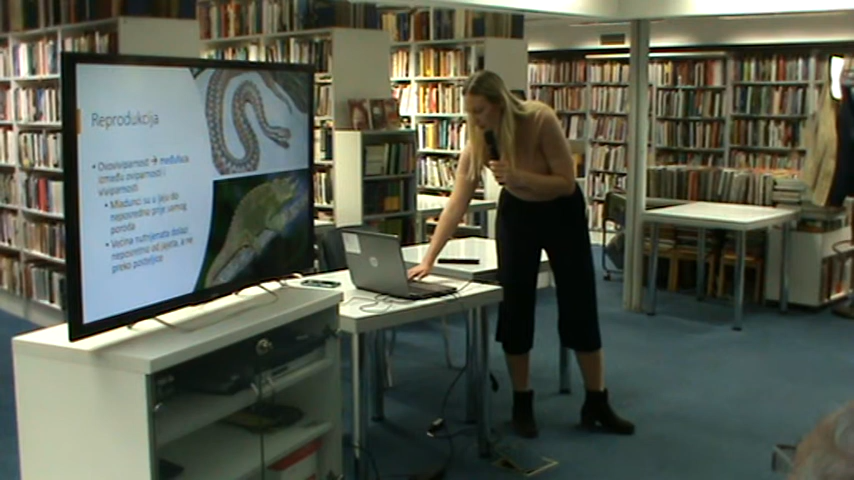 Reprodukcija
• Ovoviviparnost → međufaza
između oviparnosti i
viviparnosti
• Mladunci su u jaju do
neposredno prije samog
poroda
• Većina nutrijenata dolazi
neposredno od jajeta, a ne
preko posteljice
hp